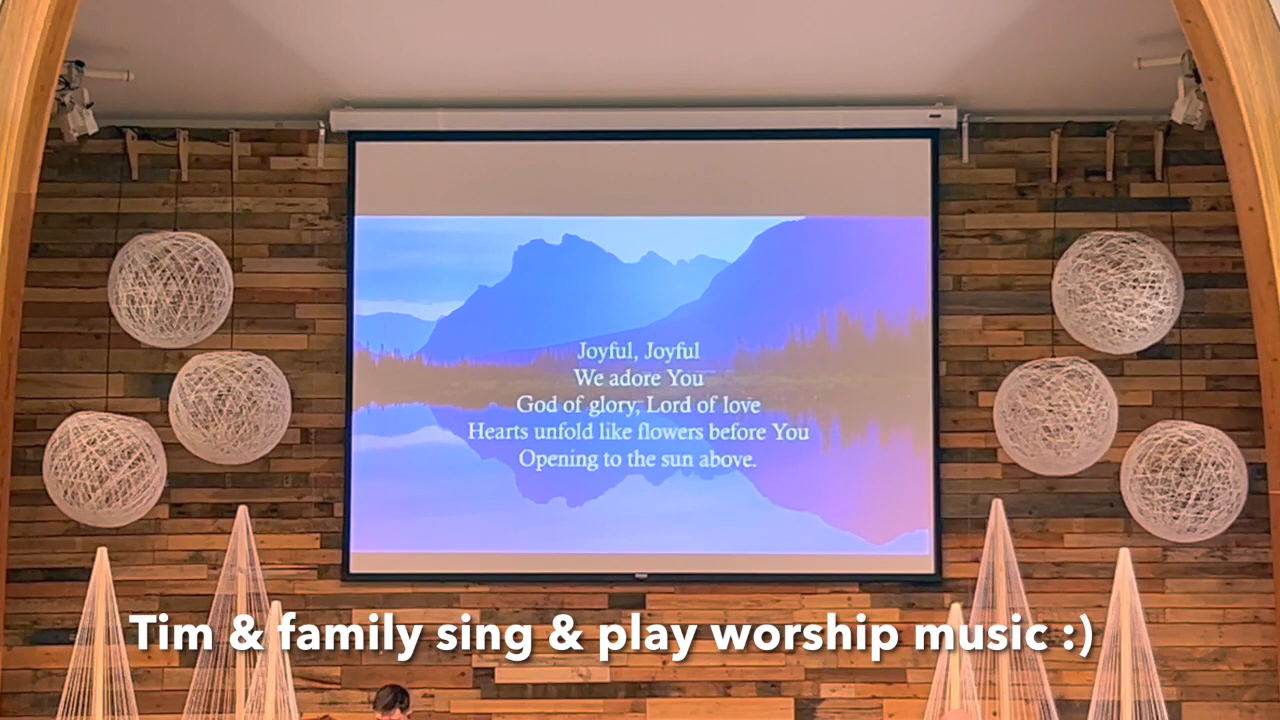 Joyful, Joyful
We adore You
God of glory, Lord of love
Hearts unfold like flowers before You
Opening to the sun above.
Tim & family sing & play worship music :)